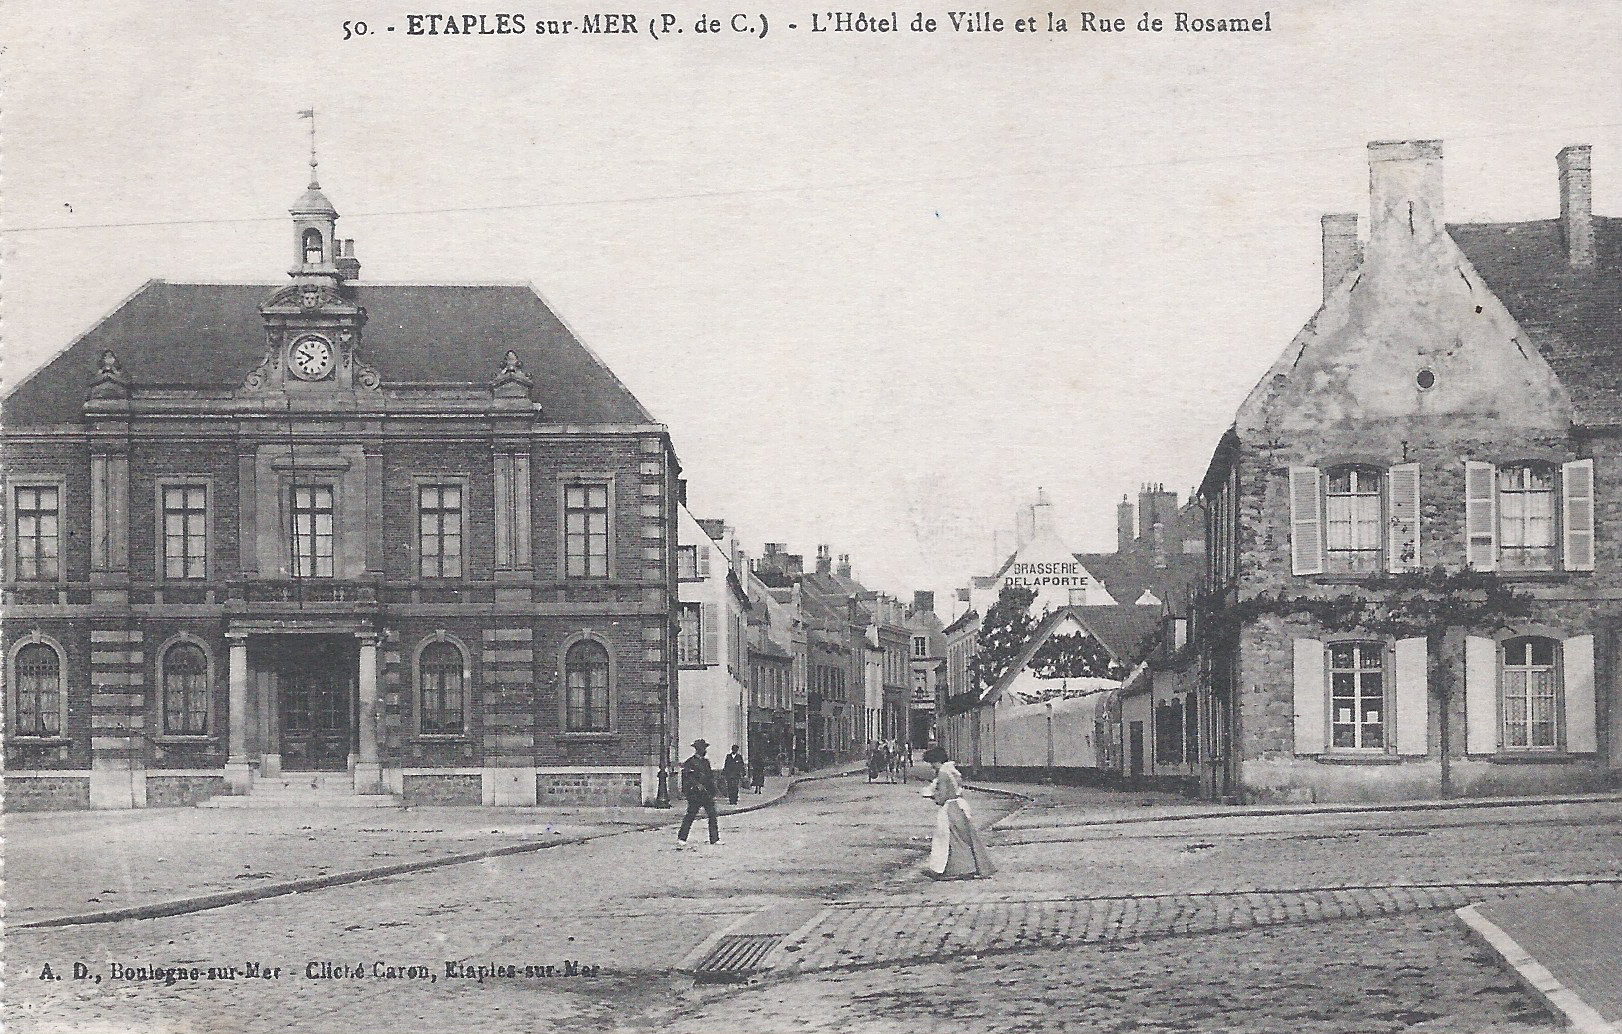 50. - ETAPLES sur-MER (P. de C.) - L'Hôtel de Ville et la Rue de Rosamel
BRASSERIE
DELAPORTE
A. D., Boulogne-sur-Mer - Cliché Caron, Etaples-sur-Mer